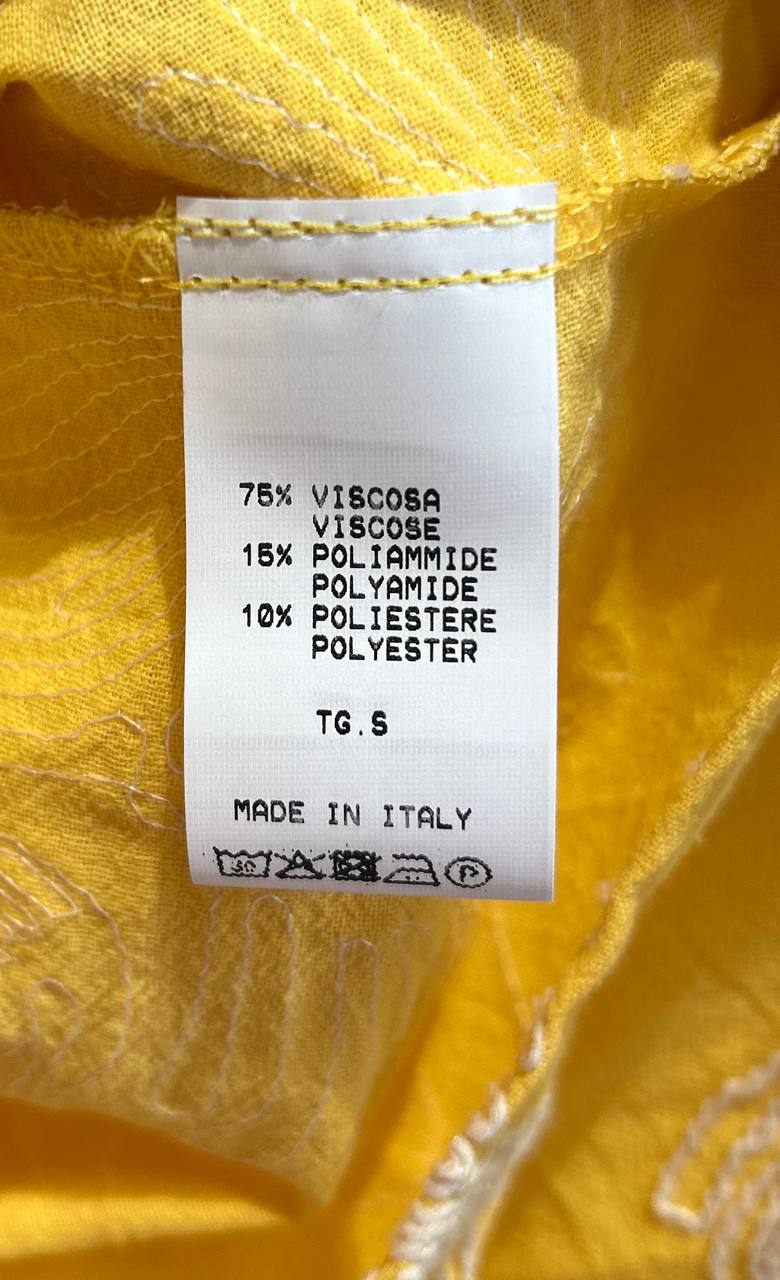 75% VISCOSA
VISCOSE
15% POLIAMMIDE
POLYAMIDE
10% POLIESTERE
POLYESTER
TG.S
MADE IN ITALY
30 P